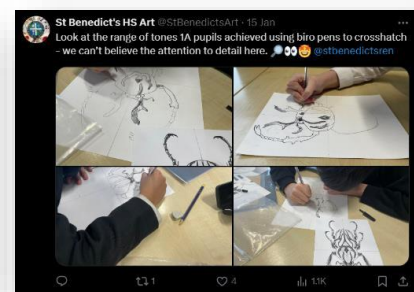 St Benedict's HS Art @StBenedictsArt · 15 Jan
Look at the range of tones 1A pupils achieved using biro pens to crosshatch
- we can't believe the attention to detail here. 🔎👀🤩 @stbenedictsren
1
4
1.1K